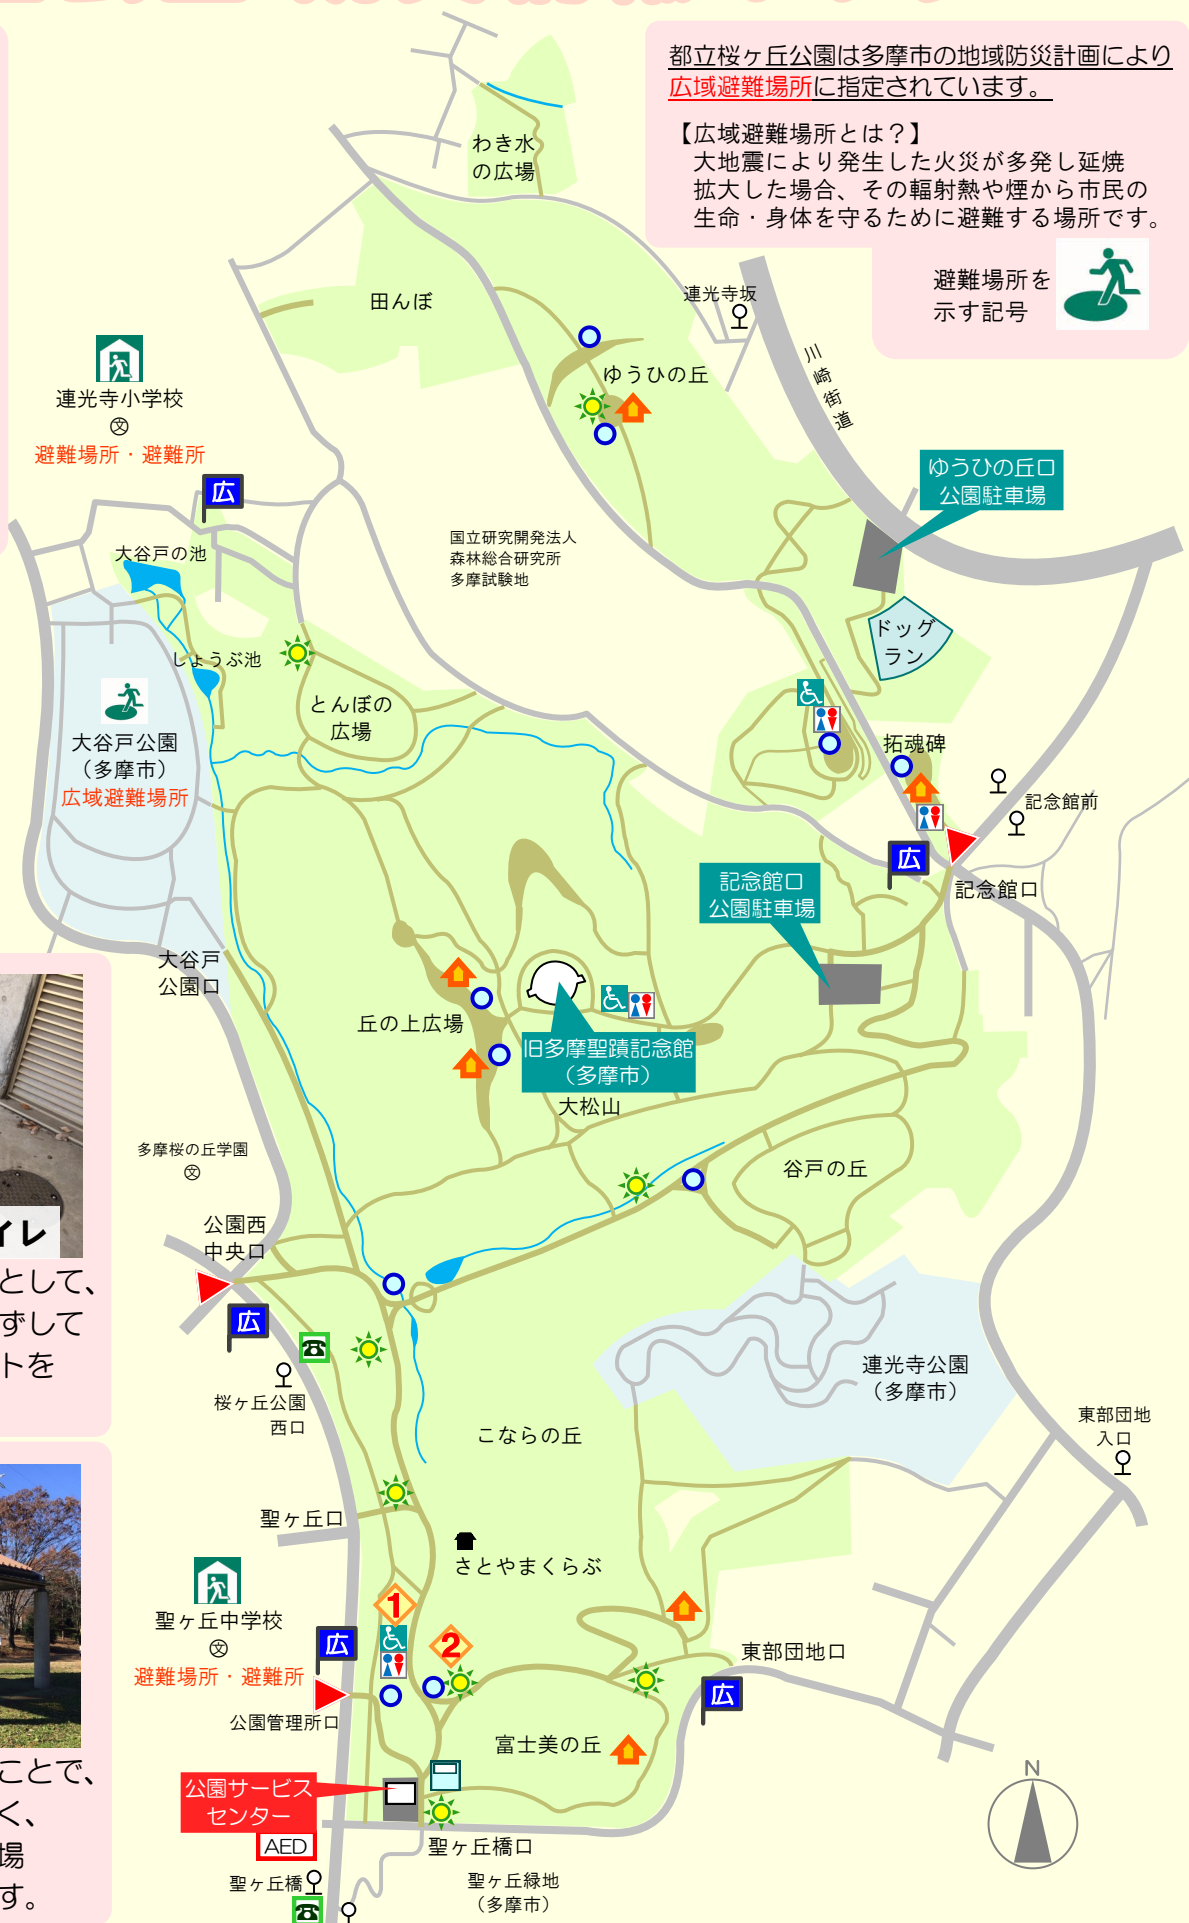 都立桜ヶ丘公園は多摩市の地域防災計画により
広域避難場所に指定されています。
【広域避難場所とは？】
大地震により発生した火災が多発し延焼
拡大した場合、その輻射熱や煙から市民の
生命・身体を守るために避難する場所です。
避難場所を
示す記号
わき水
の広場
田んぼ
連光寺坂
川崎街道
ゆうひの丘
連光寺小学校
文
避難場所・避難所
広
ゆうひの丘口
公園駐車場
国立研究開発法人
森林総合研究所
多摩試験地
大谷戸の池
ドッグ
ラン
しょうぶ池
とんぼの
広場
大谷戸公園
（多摩市）
広域避難場所
拓魂碑
記念館前
広
記念館口
記念館口
公園駐車場
大谷戸
公園口
丘の上広場
旧多摩聖蹟記念館
（多摩市）
大松山
多摩桜の丘学園
文
谷戸の丘
イレ
公園西
中央口
として、
ずして
トを
広
連光寺公園
（多摩市）
桜ヶ丘公園
西口
東部団地
入口
こならの丘
聖ヶ丘口
さとやまくらぶ
聖ヶ丘中学校
文
避難場所・避難所
1
2
広
東部団地口
広
公園管理所口
富士美の丘
ことで、
く、
場
す。
公園サービス
センター
AED
N
聖ヶ丘橋口
聖ヶ丘橋
聖ヶ丘緑地
（多摩市）